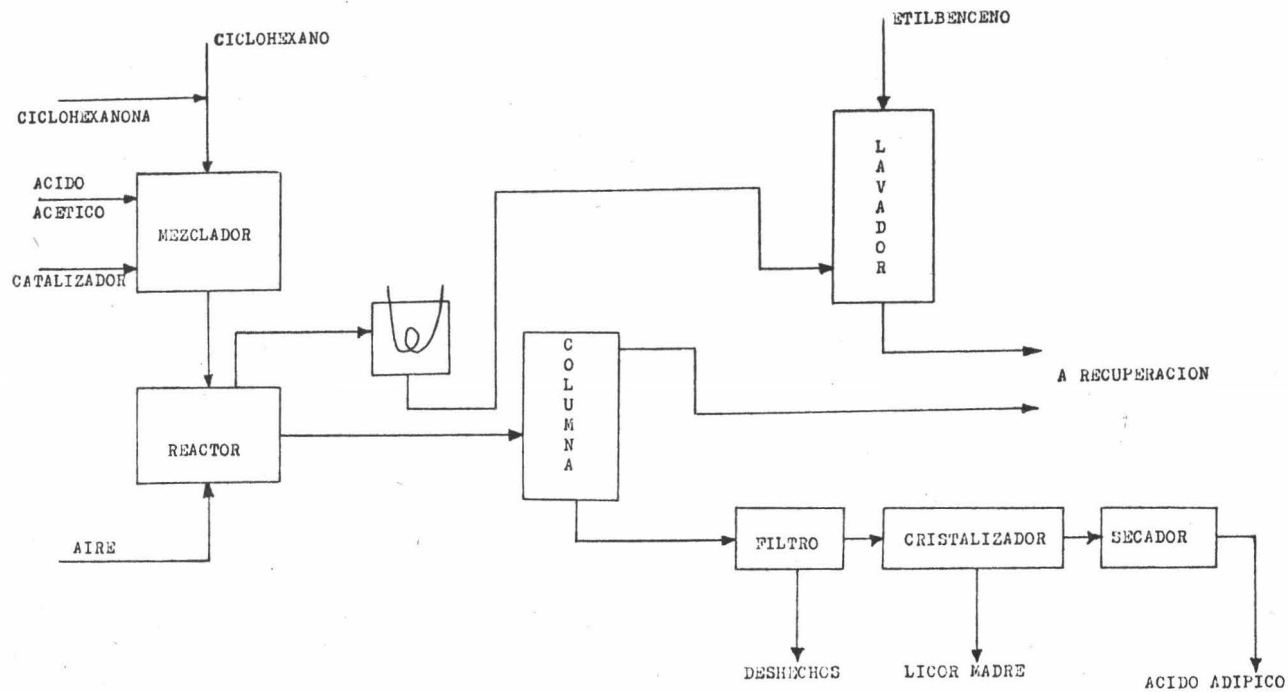 CICLOHEXANO
ETILBENCENO
CICLOHEXANONA
LAVADOR
ACIDO
ACETICO
MEZCLADOR
CATALIZADOR
COLUMNA
A RECUPERACION
REACTOR
AIRE
FILTRO
CRISTALIZADOR
SECADOR
DESHECHOS
LICOR MADRE
ACIDO ADIPICO